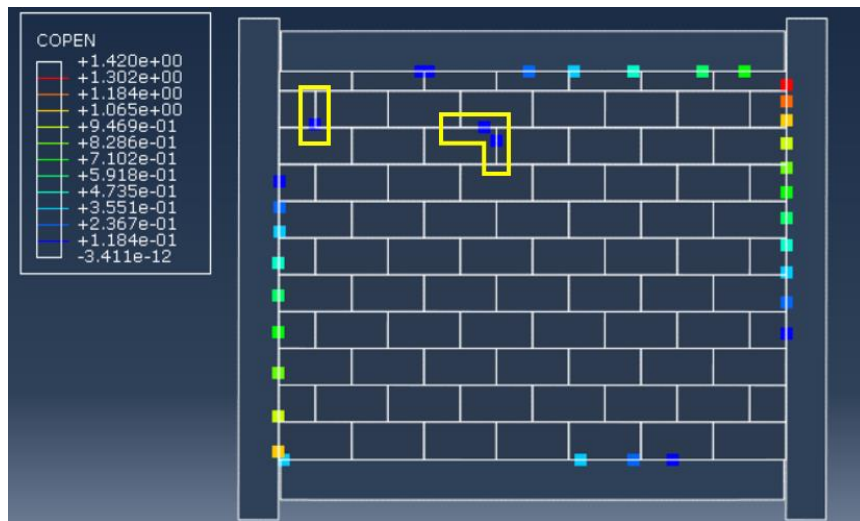 COPEN
+1.420e+00
+1.302e+00
+1.184e+00
+1.065e+00
+9.469e-01
+8.286e-01
+7.102e-01
+5.918e-01
+4.735e-01
+3.551e-01
+2.367e-01
+1.184e-01
-3.411e-12